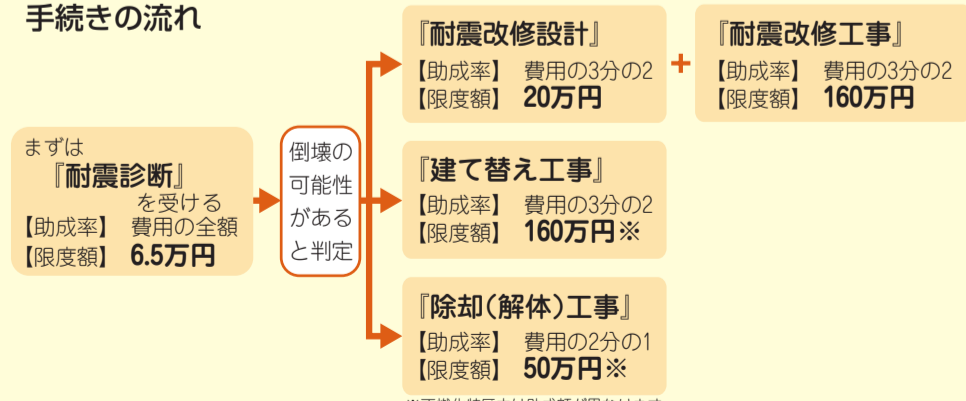 手続きの流れ
まずは
『耐震診断』
を受ける
【助成率】 費用の全額
【限度額】 6.5万円
倒壊の
可能性
がある
と判定
『耐震改修設計』
【助成率】 費用の3分の2
【限度額】 20万円
+
『耐震改修工事』
【助成率】 費用の3分の2
【限度額】 160万円
『建て替え工事』
【助成率】 費用の3分の2
【限度額】 160万円※
『除却(解体)工事』
【助成率】 費用の2分の1
【限度額】 50万円※